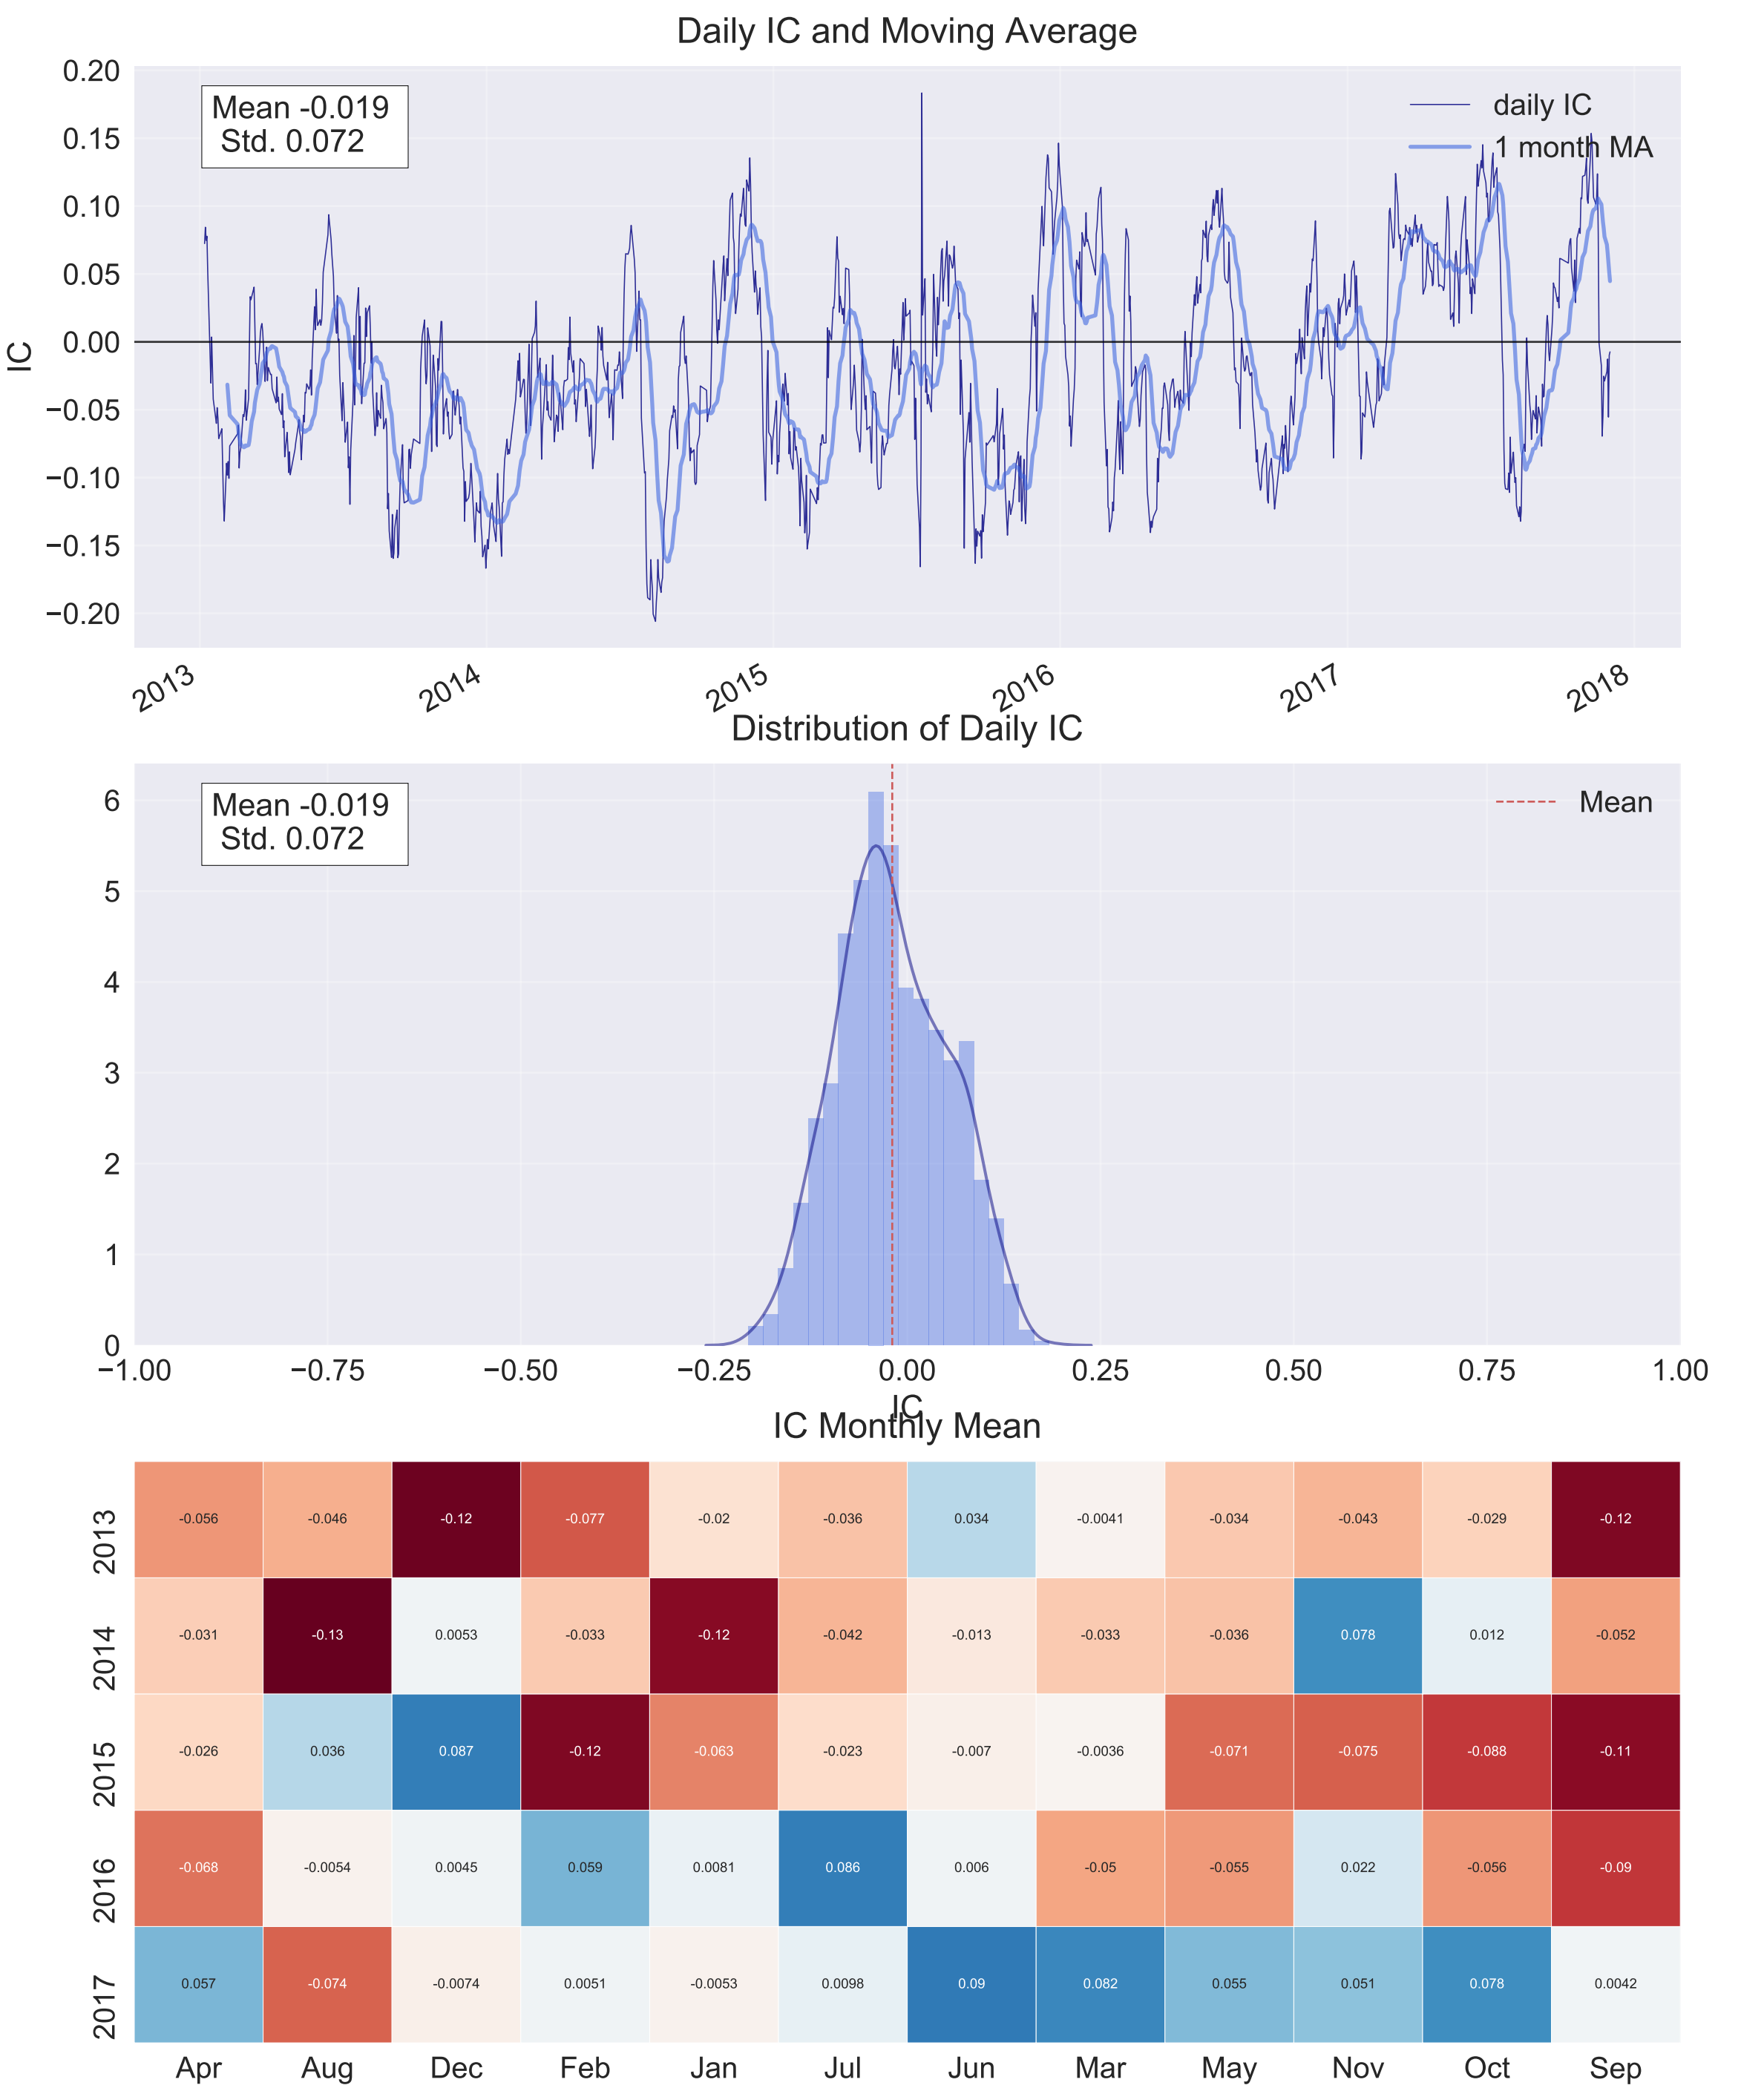 Daily IC and Moving Average
0.20
0.15
0.10
0.05
0.00
−0.05
−0.10
−0.15
−0.20
IC
Mean -0.019
Std. 0.072
daily IC
1 month MA
2013 2014 2015 2016 2017 2018
Distribution of Daily IC
6
5
4
3
2
1
0
Mean -0.019
Std. 0.072
Mean
−1.00 −0.75 −0.50 −0.25 0.00 0.25 0.50 0.75 1.00
IC
IC Monthly Mean
2013 -0.056 -0.046 -0.12 -0.077 -0.02 -0.036 0.034 -0.0041 -0.034 -0.043 -0.029 -0.12
2014 -0.031 -0.13 0.0053 -0.033 -0.12 -0.042 -0.013 -0.033 -0.036 0.078 0.012 -0.052
2015 -0.026 0.036 0.087 -0.12 -0.063 -0.023 -0.007 -0.0036 -0.071 -0.075 -0.088 -0.11
2016 -0.068 -0.0054 0.0045 0.059 0.0081 0.086 0.006 -0.05 -0.055 0.022 -0.056 -0.09
2017 0.057 -0.074 -0.0074 0.0051 -0.0053 0.0098 0.09 0.082 0.055 0.051 0.078 0.0042
Apr Aug Dec Feb Jan Jul Jun Mar May Nov Oct Sep